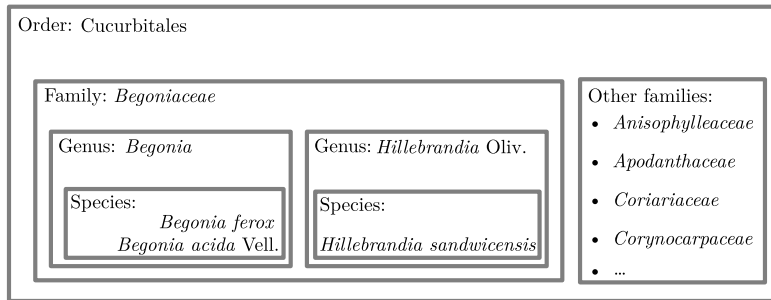 Order: Cucurbitales
Family: Begoniaceae
Genus: Begonia
Species:
Begonia ferox
Begonia acida Vell.
Genus: Hillebrandia Oliv.
Species:
Hillebrandia sandwicensis
Other families:
• Anisophylleaceae
• Apodanthaceae
• Coriariaceae
• Corynocarpaceae
• ...